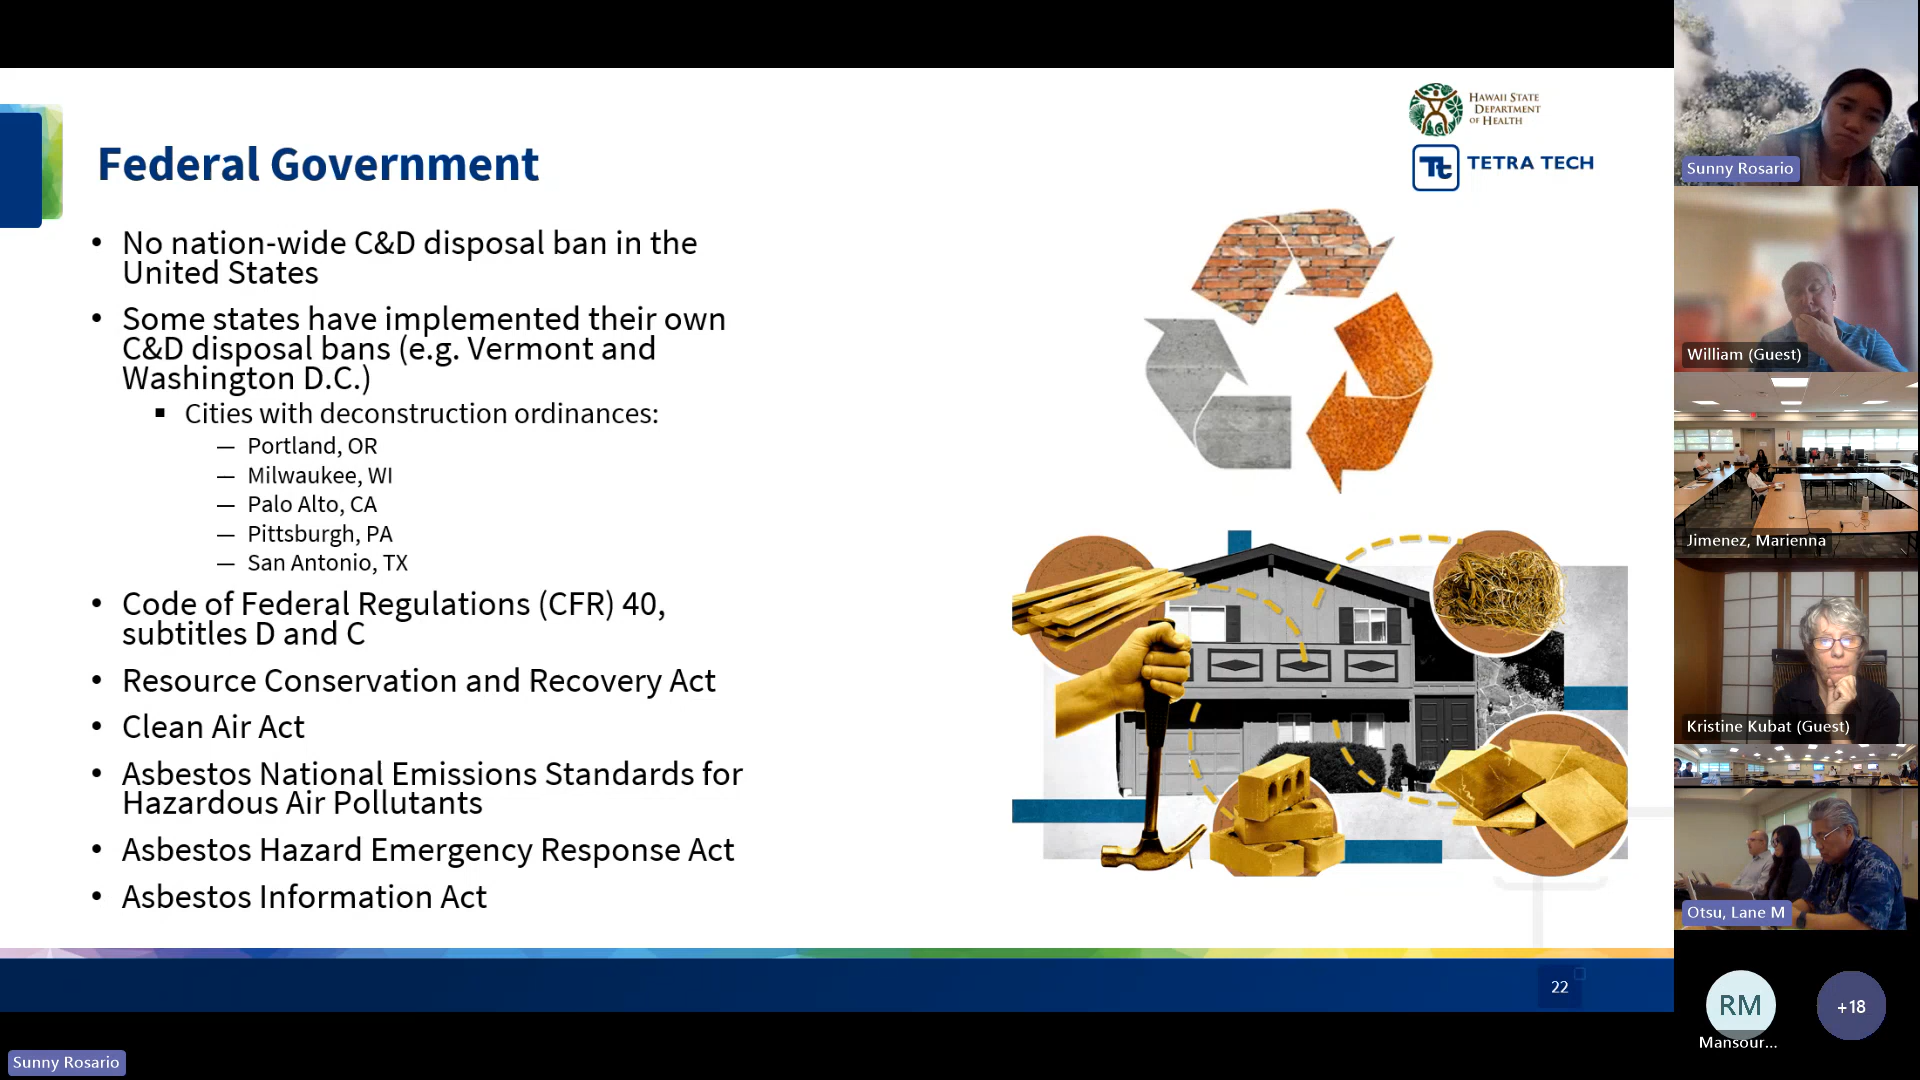 HAWAII STATE
DEPARTMENT
OF HEALTH
Tt TETRA TECH
Federal Government
• No nation-wide C&D disposal ban in the
United States
• Some states have implemented their own
C&D disposal bans (e.g. Vermont and
Washington D.C.)
▪ Cities with deconstruction ordinances:
— Portland, OR
— Milwaukee, WI
— Palo Alto, CA
— Pittsburgh, PA
— San Antonio, TX
• Code of Federal Regulations (CFR) 40,
subtitles D and C
• Resource Conservation and Recovery Act
• Clean Air Act
• Asbestos National Emissions Standards for
Hazardous Air Pollutants
• Asbestos Hazard Emergency Response Act
• Asbestos Information Act
22
Sunny Rosario
Sunny Rosario
William (Guest)
Jimenez, Marienna
Kristine Kubat (Guest)
Otsu, Lane M
RM
Mansour...
+18